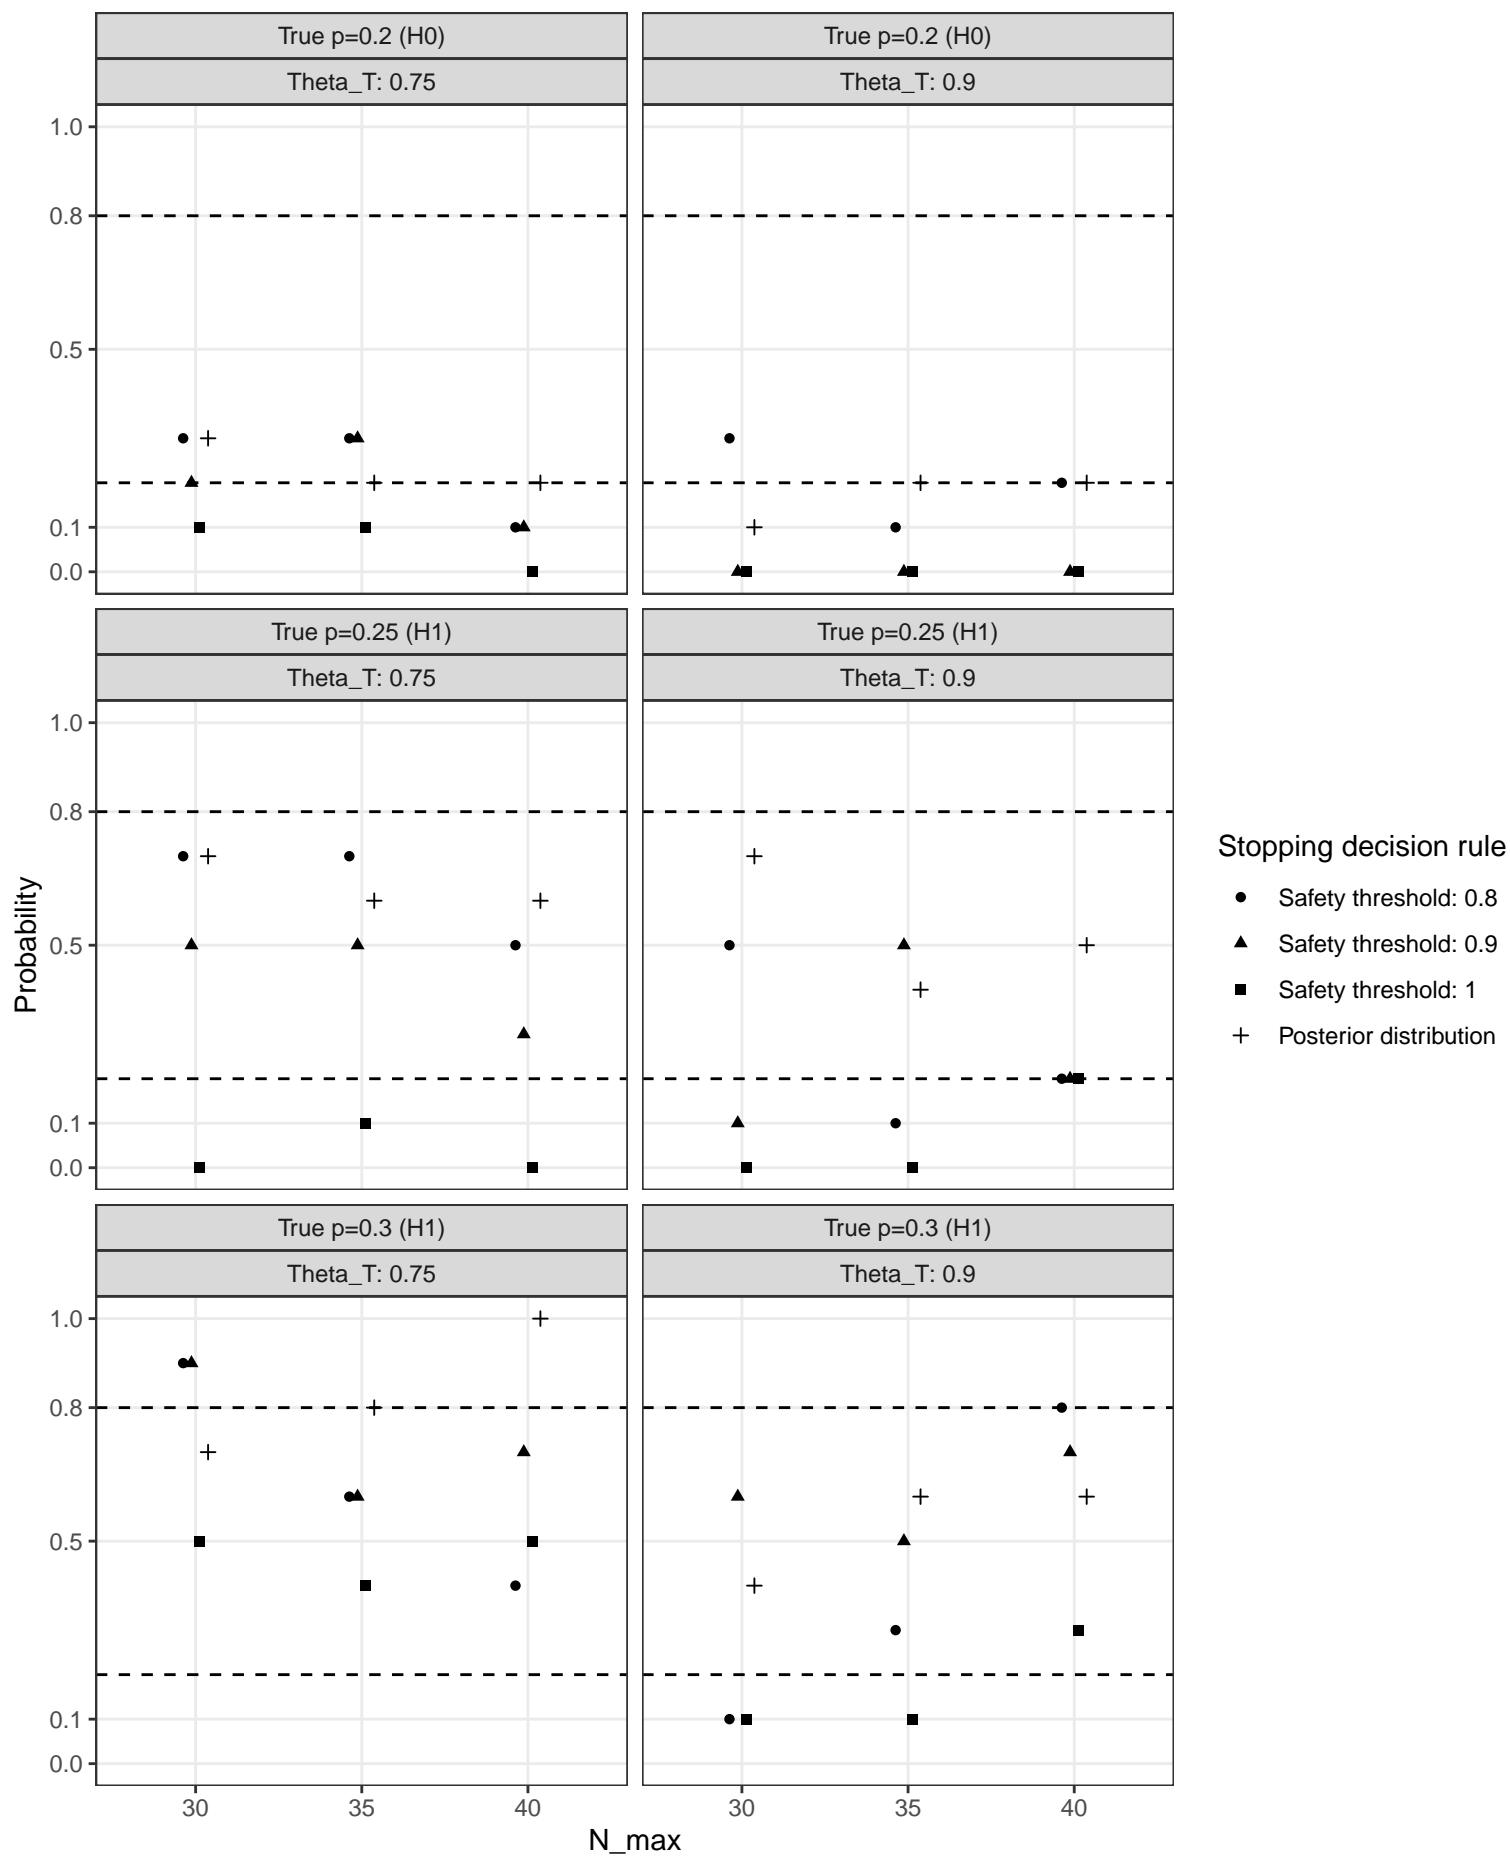 True p=0.2 (H0)
Theta_T: 0.75
True p=0.2 (H0)
Theta_T: 0.9
1.0
0.8
0.5
0.1
0.0
True p=0.25 (H1)
Theta_T: 0.75
True p=0.25 (H1)
Theta_T: 0.9
1.0
0.8
0.5
0.1
0.0
True p=0.3 (H1)
Theta_T: 0.75
True p=0.3 (H1)
Theta_T: 0.9
1.0
0.8
0.5
0.1
0.0
30 35 40
30 35 40
N_max
Probability
Stopping decision rule
Safety threshold: 0.8
Safety threshold: 0.9
Safety threshold: 1
Posterior distribution